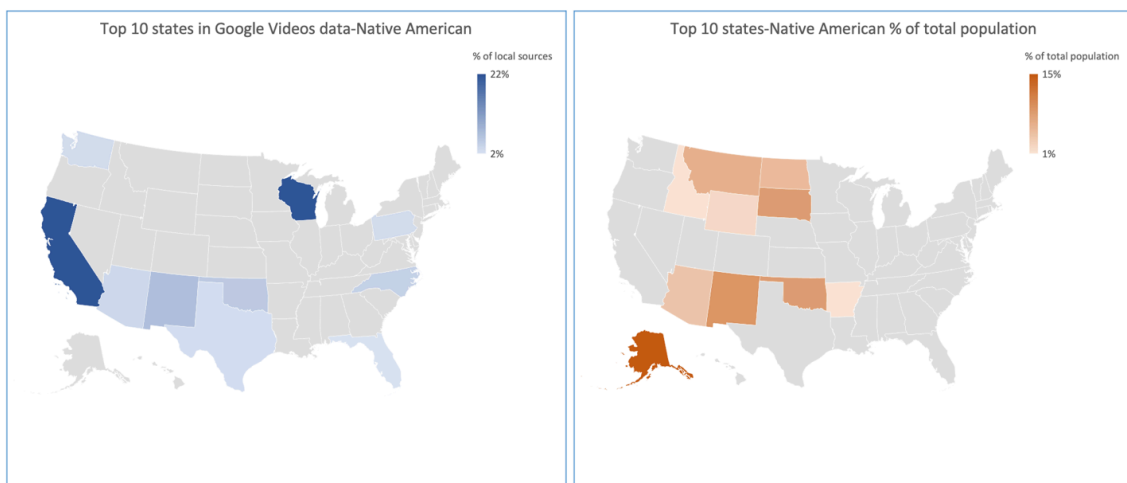 Top 10 states in Google Videos data-Native American
% of local sources
22%
2%
Top 10 states-Native American % of total population
% of total population
15%
1%